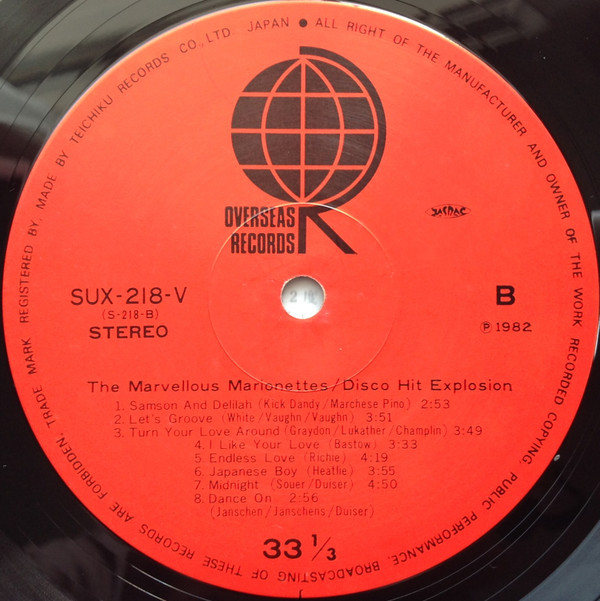 TRADE MARK REGISTERED BY, MADE BY TEICHIKU RECORDS CO., LTD. JAPAN ● ALL RIGHT OF THE MANUFACTURER AND OWNER OF THE WORK RECORDED COPYING, PUBLIC PERFORMANCE, BROADCASTING OF THESE RECORDS ARE FORBIDDEN,
OVERSEAS
RECORDS
JASRAC
SUX-218-V
(S-218-B)
STEREO
B
℗ 1982
The Marvellous Marionettes/Disco Hit Explosion
1. Samson And Delilah (Kick Dandy/Marchese Pino) 2:53
2. Let's Groove (White/Vaughn/Vaughn) 3:51
3. Turn Your Love Around (Graydon/Lukather/Champlin) 3:49
4. I Like Your Love (Bastow) 3:33
5. Endless Love (Richie) 4:19
6. Japanese Boy (Heatlie) 3:55
7. Midnight (Souer/Duiser) 4:50
8. Dance On 2:56
(Janschen/Janschens/Duiser)
33 1/3